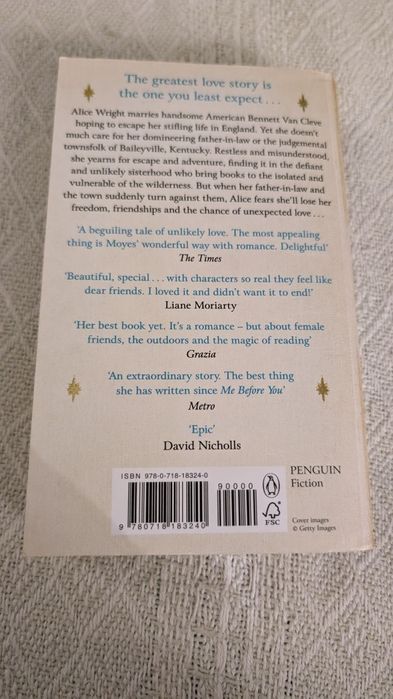 The greatest love story is
the one you least expect . . .
Alice Wright marries handsome American Bennett Van Cleve
hoping to escape her stifling life in England. Yet she doesn't
much care for her domineering father-in-law or the judgemental
townsfolk of Baileyville, Kentucky. Restless and misunderstood,
she yearns for escape and adventure, finding it in the defiant
and unlikely sisterhood who bring books to the isolated and
vulnerable of the wilderness. But when her father-in-law and
the town suddenly turn against them, Alice fears she'll lose her
freedom, friendships and the chance of unexpected love . . .
'A beguiling tale of unlikely love. The most appealing
thing is Moyes' wonderful way with romance. Delightful'
The Times
'Beautiful, special . . . with characters so real they feel like
dear friends. I loved it and didn't want it to end!'
Liane Moriarty
'Her best book yet. It's a romance – but about female
friends, the outdoors and the magic of reading'
Grazia
'An extraordinary story. The best thing
she has written since Me Before You'
Metro
'Epic'
David Nicholls
ISBN 978-0-718-18324-0
90000
9 780718 183240
PENGUIN
Fiction
FSC
Cover images
© Getty Images